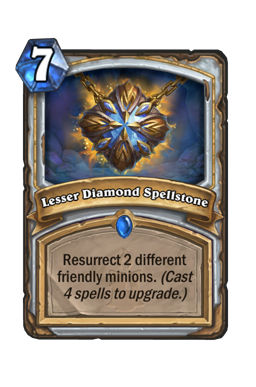 7
Lesser Diamond Spellstone
Resurrect 2 different
friendly minions. (Cast
4 spells to upgrade.)